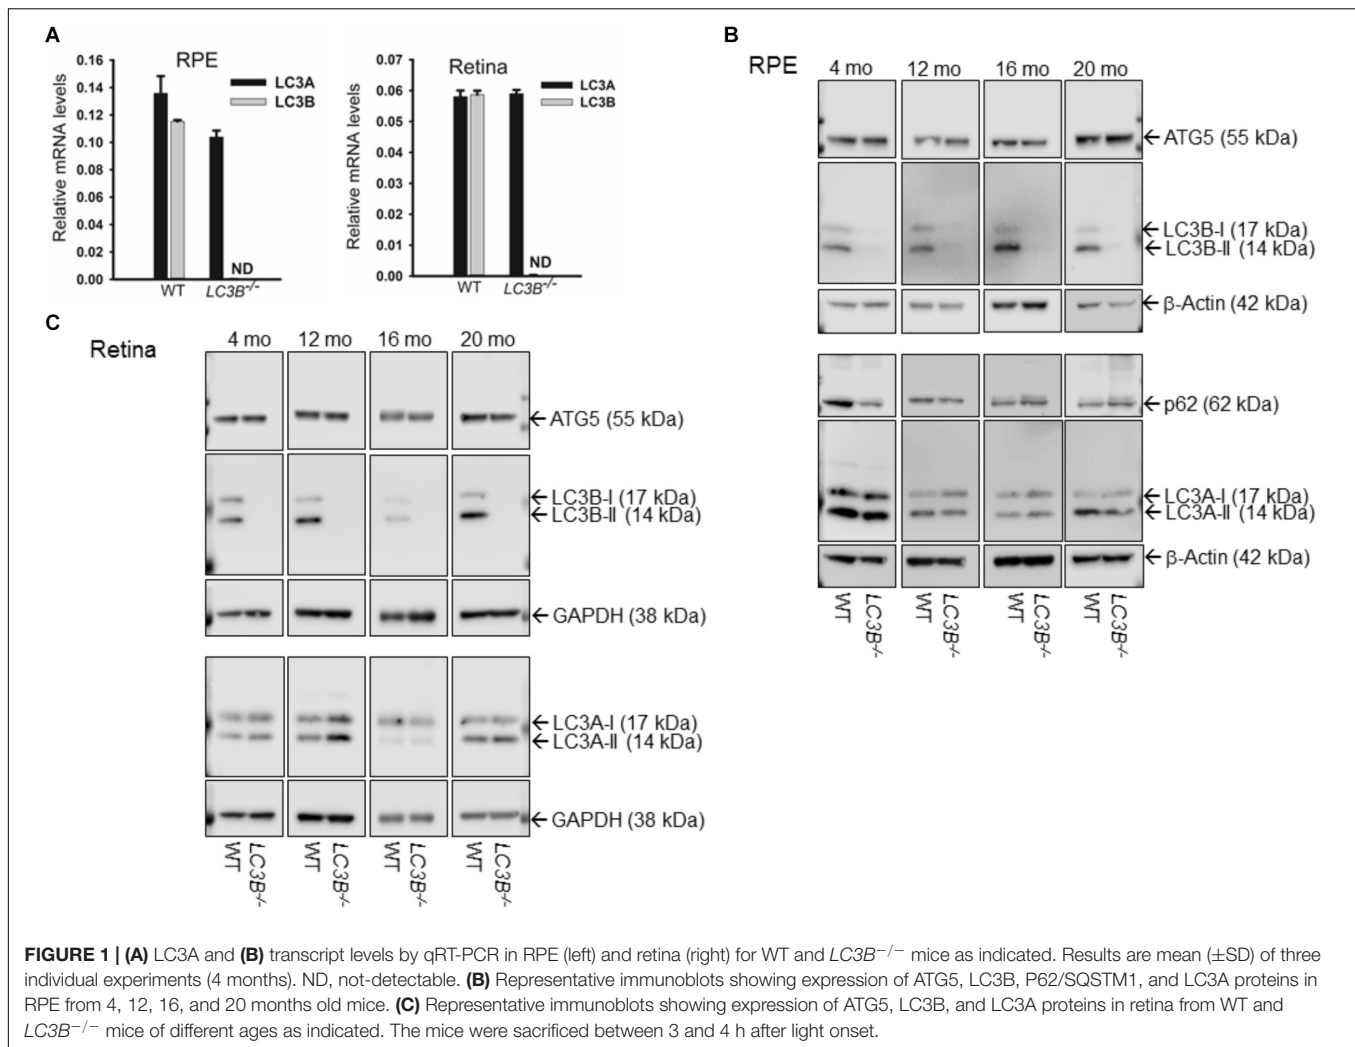 A
RPE
Relative mRNA levels
0.16
0.14
0.12
0.10
0.08
0.06
0.04
0.02
0.00
LC3A
LC3B
ND
WT LC3B-/-
Retina
Relative mRNA levels
0.07
0.06
0.05
0.04
0.03
0.02
0.01
0.00
LC3A
LC3B
ND
WT LC3B-/-
B
RPE
4 mo 12 mo 16 mo 20 mo
←ATG5 (55 kDa)
←LC3B-I (17 kDa)
←LC3B-II (14 kDa)
←β-Actin (42 kDa)
←p62 (62 kDa)
←LC3A-I (17 kDa)
←LC3A-II (14 kDa)
←β-Actin (42 kDa)
WT LC3B-/- WT LC3B-/- WT LC3B-/- WT LC3B-/-
C
Retina
4 mo 12 mo 16 mo 20 mo
←ATG5 (55 kDa)
←LC3B-I (17 kDa)
←LC3B-II (14 kDa)
←GAPDH (38 kDa)
←LC3A-I (17 kDa)
←LC3A-II (14 kDa)
←GAPDH (38 kDa)
WT LC3B-/- WT LC3B-/- WT LC3B-/- WT LC3B-/-
FIGURE 1 | (A) LC3A and (B) transcript levels by qRT-PCR in RPE (left) and retina (right) for WT and LC3B−/− mice as indicated. Results are mean (±SD) of three
individual experiments (4 months). ND, not-detectable. (B) Representative immunoblots showing expression of ATG5, LC3B, P62/SQSTM1, and LC3A proteins in
RPE from 4, 12, 16, and 20 months old mice. (C) Representative immunoblots showing expression of ATG5, LC3B, and LC3A proteins in retina from WT and
LC3B−/− mice of different ages as indicated. The mice were sacrificed between 3 and 4 h after light onset.